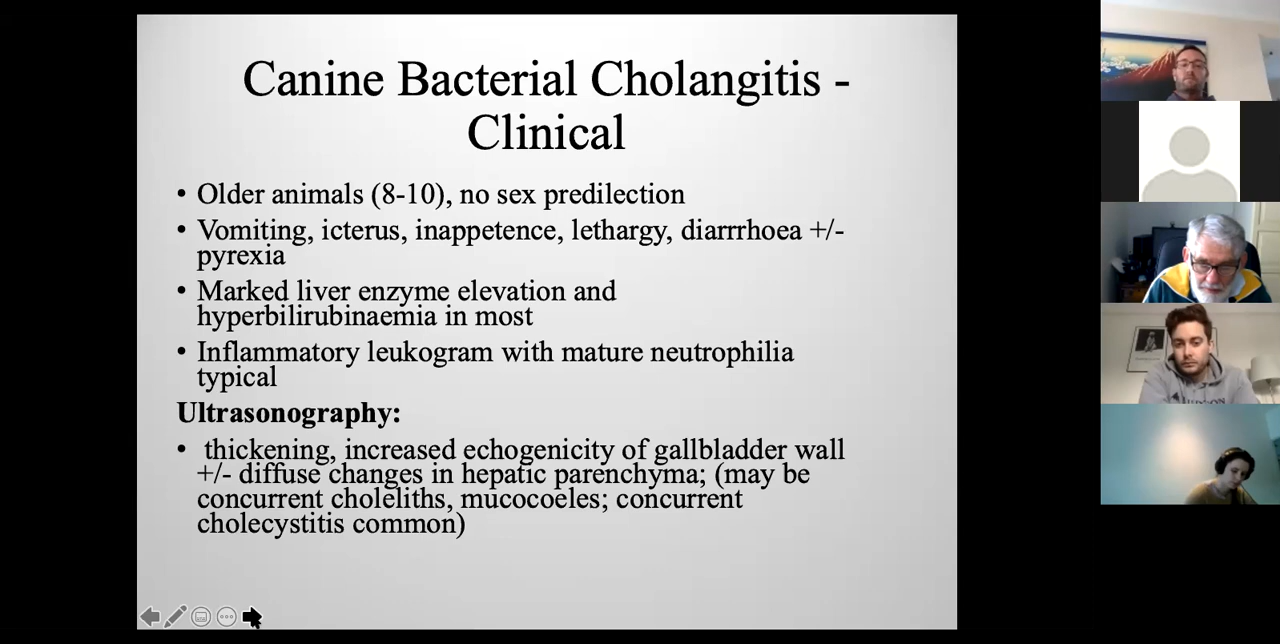 Canine Bacterial Cholangitis -
Clinical
• Older animals (8-10), no sex predilection
• Vomiting, icterus, inappetence, lethargy, diarrrhoea +/-
pyrexia
• Marked liver enzyme elevation and
hyperbilirubinaemia in most
• Inflammatory leukogram with mature neutrophilia
typical
Ultrasonography:
• thickening, increased echogenicity of gallbladder wall
+/- diffuse changes in hepatic parenchyma; (may be
concurrent choleliths, mucocoeles; concurrent
cholecystitis common)